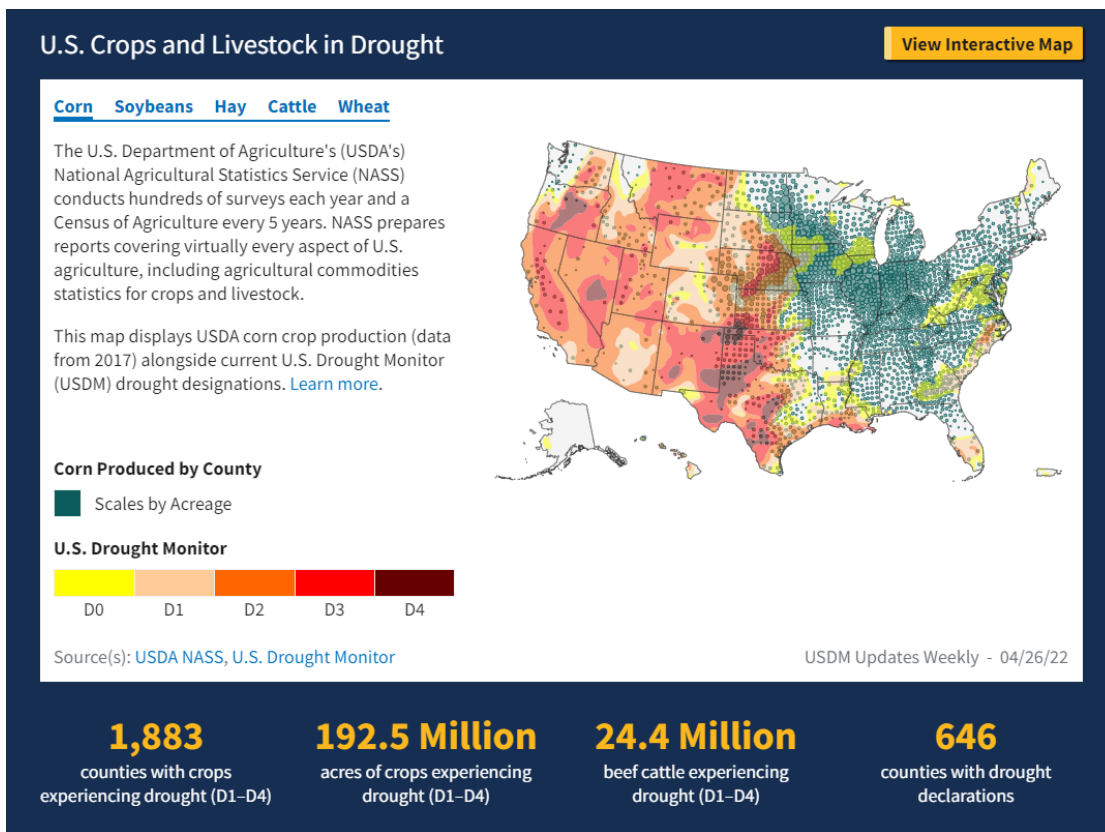 U.S. Crops and Livestock in Drought
View Interactive Map
Corn Soybeans Hay Cattle Wheat
The U.S. Department of Agriculture's (USDA's)
National Agricultural Statistics Service (NASS)
conducts hundreds of surveys each year and a
Census of Agriculture every 5 years. NASS prepares
reports covering virtually every aspect of U.S.
agriculture, including agricultural commodities
statistics for crops and livestock.
This map displays USDA corn crop production (data
from 2017) alongside current U.S. Drought Monitor
(USDM) drought designations. Learn more.
Corn Produced by County
Scales by Acreage
U.S. Drought Monitor
D0 D1 D2 D3 D4
Source(s): USDA NASS, U.S. Drought Monitor
USDM Updates Weekly - 04/26/22
1,883
counties with crops
experiencing drought (D1–D4)
192.5 Million
acres of crops experiencing
drought (D1–D4)
24.4 Million
beef cattle experiencing
drought (D1–D4)
646
counties with drought
declarations